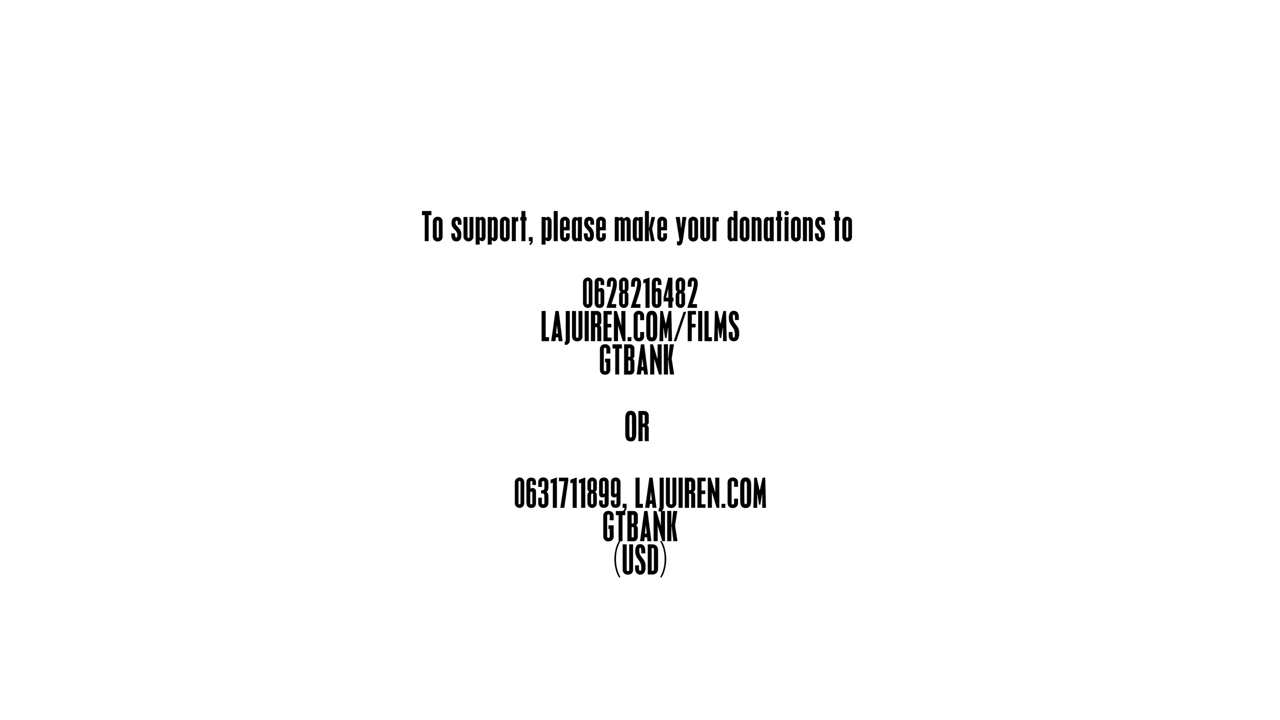 To support, please make your donations to
0628216482
LAJUIREN.COM/FILMS
GTBANK
OR
0631711899, LAJUIREN.COM
GTBANK
(USD)